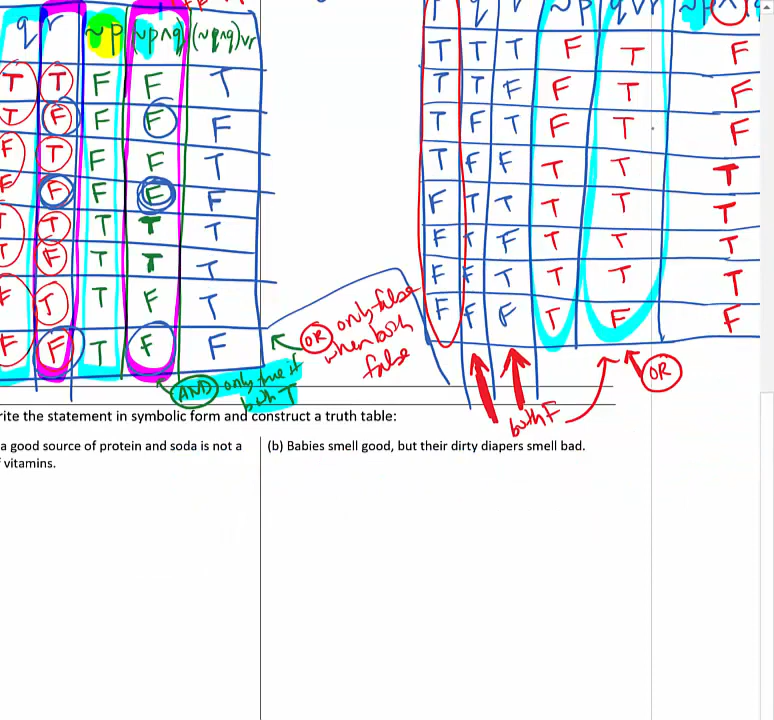 q r ~p ~p∧q (~p∧q)∨r
T T F F T
T F F F F
F T F F T
F F F F F
T T T T T
T F T T T
F T T F T
F F T F F
q r ~p q∨r ~p∧
T T T F T F
T T F F T F
T F T F T F
T F F T T T
F T T T T T
F T F T T T
F F T T T T
F F F T F F
OR only false
when both
false
AND only true if
both T
both F
OR
rite the statement in symbolic form and construct a truth table:
a good source of protein and soda is not a
vitamins.
(b) Babies smell good, but their dirty diapers smell bad.